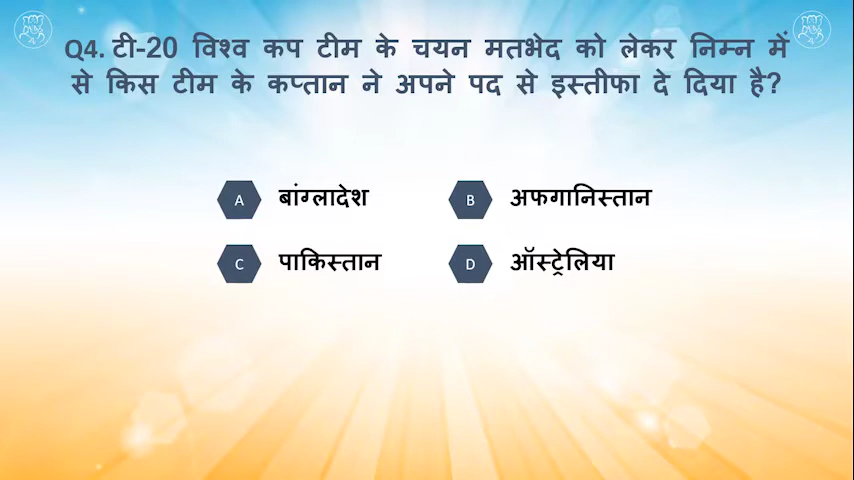 Q4. टी-20 विश्व कप टीम के चयन मतभेद को लेकर निम्न में
से किस टीम के कप्तान ने अपने पद से इस्तीफा दे दिया है?
A बांग्लादेश
B अफगानिस्तान
C पाकिस्तान
D ऑस्ट्रेलिया